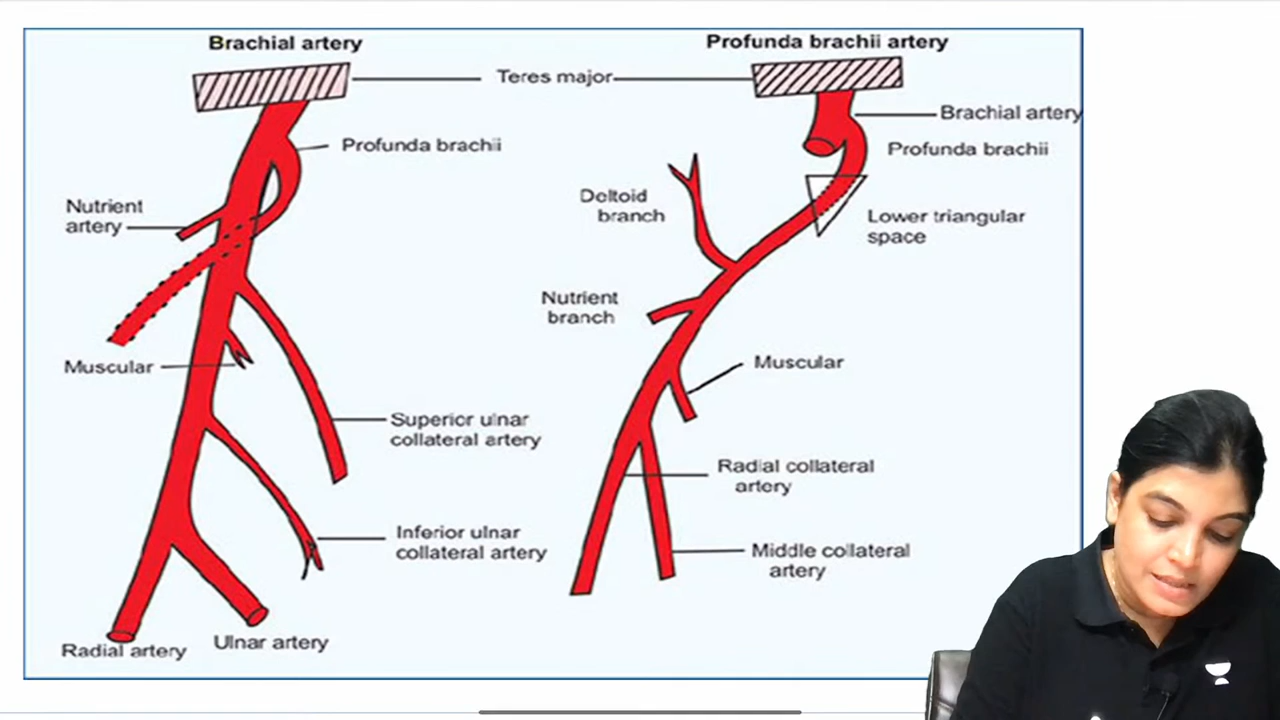 Brachial artery
Profunda brachii artery
Teres major
Brachial artery
Profunda brachii
Profunda brachii
Nutrient
artery
Deltoid
branch
Lower triangular
space
Nutrient
branch
Muscular
Muscular
Superior ulnar
collateral artery
Radial collateral
artery
Inferior ulnar
collateral artery
Middle collateral
artery
Radial artery
Ulnar artery